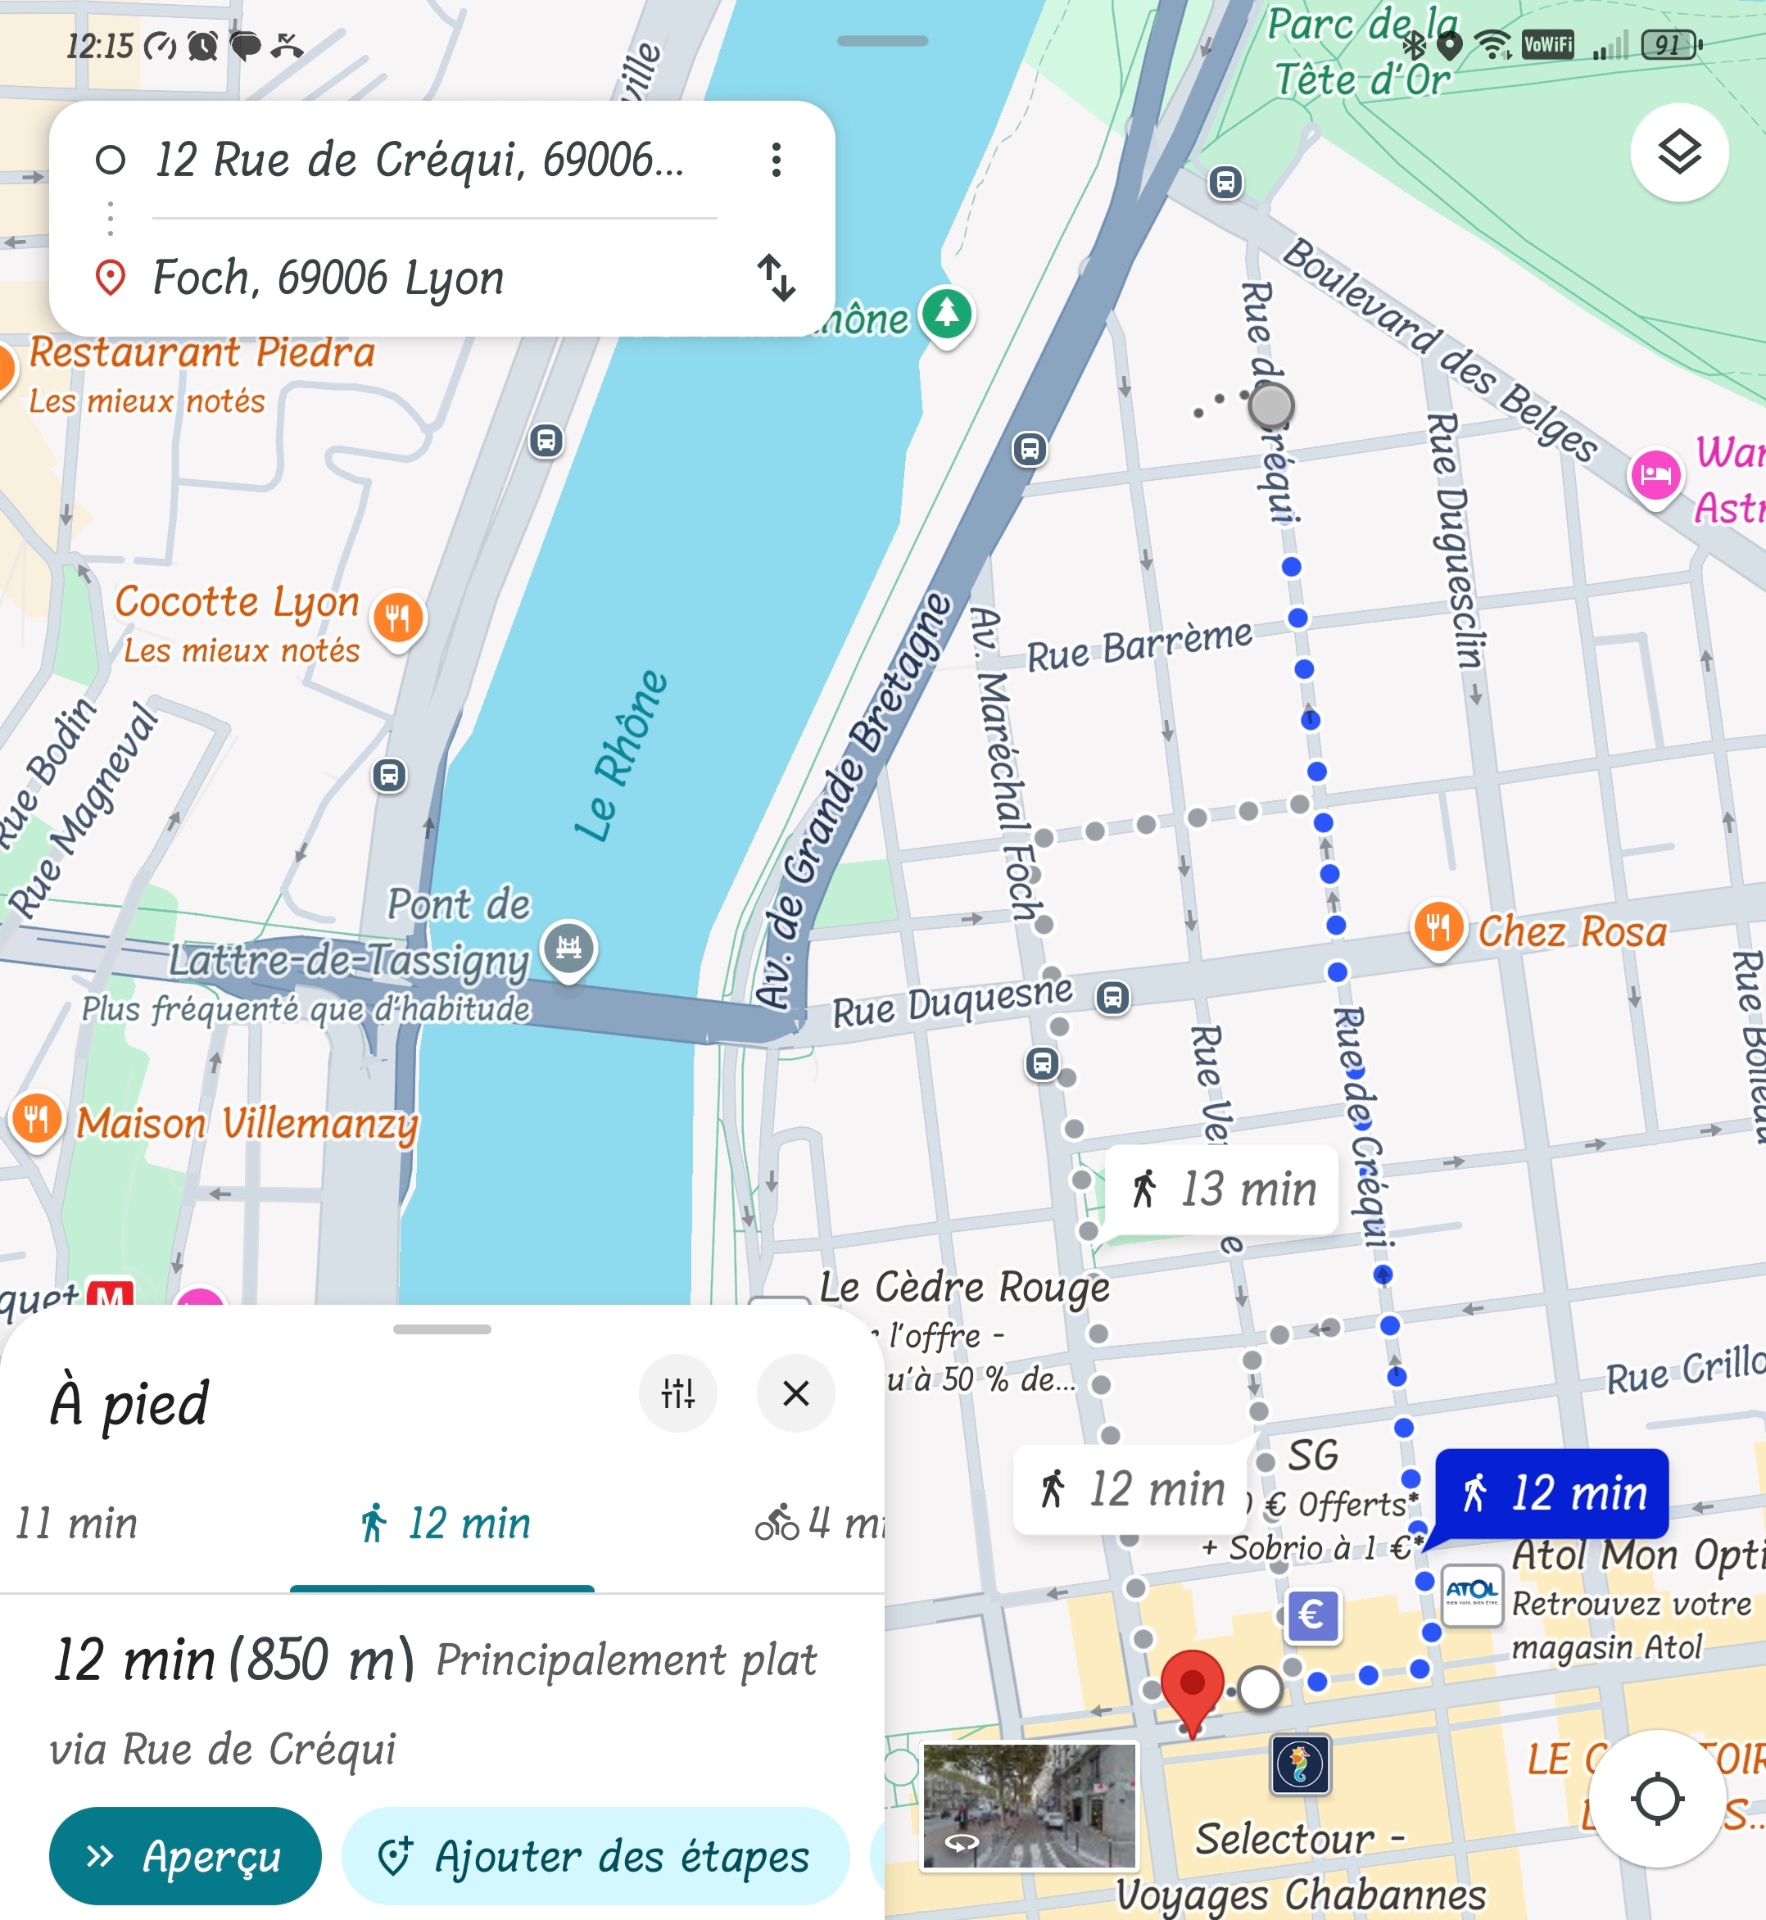 12:15
VoWiFi
91
Parc de la
Tête d'Or
ville
12 Rue de Créqui, 69006...
Foch, 69006 Lyon
hône
Restaurant Piedra
Les mieux notés
Boulevard des Belges
Rue de Créqui
Rue Duguesclin
War
Astr
Cocotte Lyon
Les mieux notés
Av. Maréchal Foch
Rue Barrème
Av. de Grande Bretagne
Le Rhône
Rue Bodin
Rue Magneval
Pont de
Lattre-de-Tassigny
Plus fréquenté que d'habitude
Chez Rosa
Rue Duquesne
Rue Ve
e
Rue de Créqui
Rue Boileau
Maison Villemanzy
13 min
quet
M
Le Cèdre Rouge
r l'offre -
u'à 50 % de...
Rue Crillo
À pied
SG
€ Offerts*
+ Sobrio à 1 €*
12 min
12 min
11 min
12 min
4 mi
ATOL
Atol Mon Opti
Retrouvez votre
magasin Atol
€
12 min (850 m) Principalement plat
via Rue de Créqui
Aperçu
Ajouter des étapes
LE C
OIR
S...
Selectour -
Voyages Chabannes